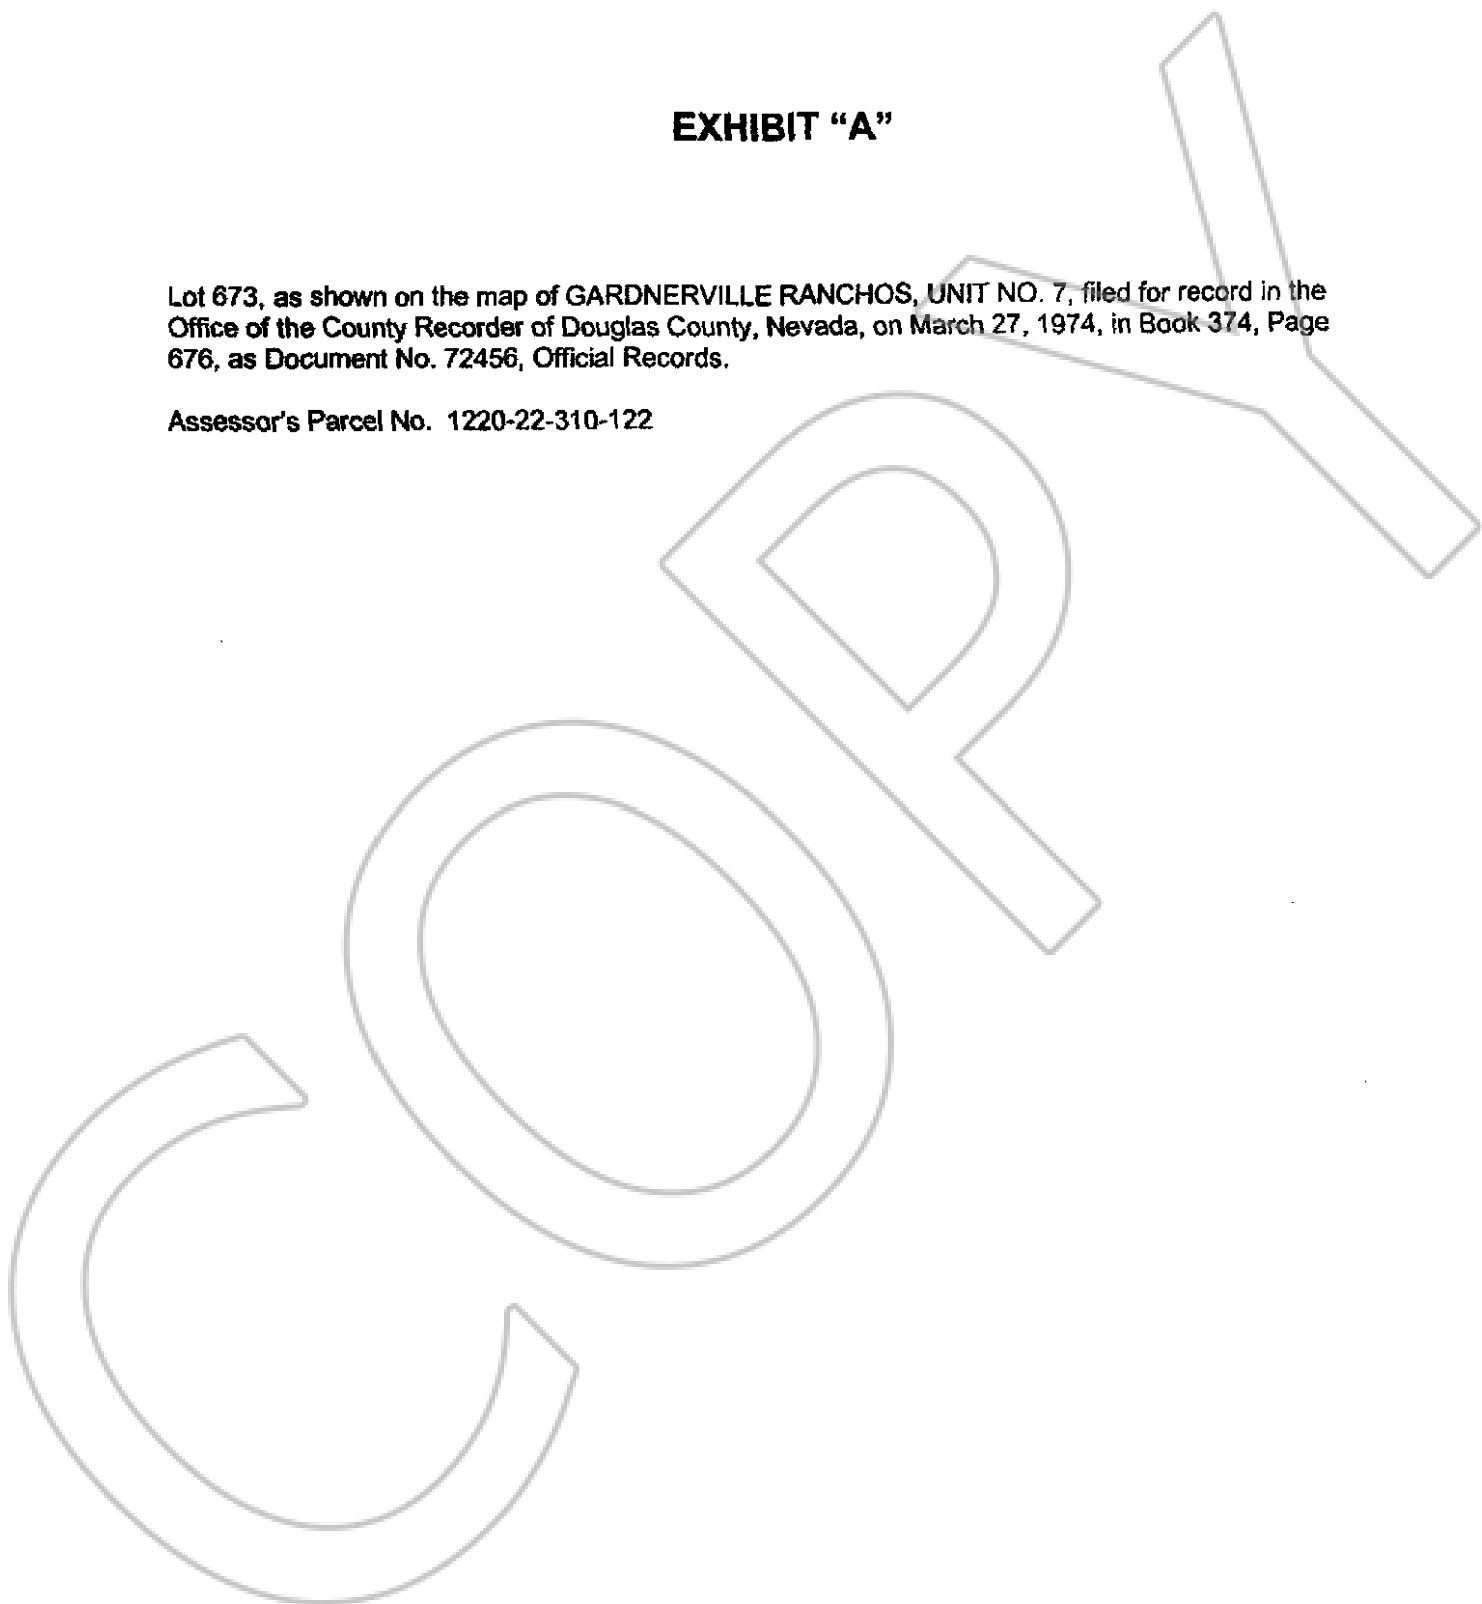 EXHIBIT “A”
Lot 673, as shown on the map of GARDNERVILLE RANCHOS, UNIT NO. 7, filed for record in the
Office of the County Recorder of Douglas County, Nevada, on March 27, 1974, in Book 374, Page
676, as Document No. 72456, Official Records.
Assessor's Parcel No. 1220-22-310-122
COPY